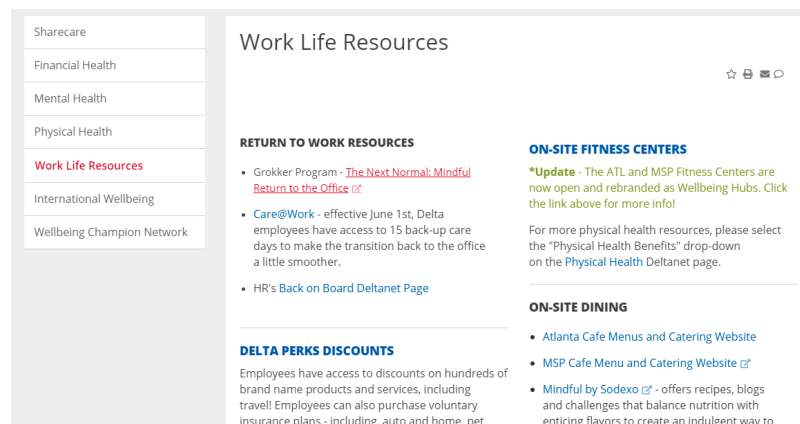 Sharecare
Financial Health
Mental Health
Physical Health
Work Life Resources
International Wellbeing
Wellbeing Champion Network
Work Life Resources
RETURN TO WORK RESOURCES
Grokker Program - The Next Normal: Mindful
Return to the Office
Care@Work - effective June 1st, Delta
employees have access to 15 back-up care
days to make the transition back to the office
a little smoother.
HR's Back on Board Deltanet Page
DELTA PERKS DISCOUNTS
Employees have access to discounts on hundreds of
brand name products and services, including
travel! Employees can also purchase voluntary
insurance plans - including, auto and home, pet
ON-SITE FITNESS CENTERS
*Update - The ATL and MSP Fitness Centers are
now open and rebranded as Wellbeing Hubs. Click
the link above for more info!
For more physical health resources, please select
the "Physical Health Benefits" drop-down
on the Physical Health Deltanet page.
ON-SITE DINING
Atlanta Cafe Menus and Catering Website
MSP Cafe Menu and Catering Website
Mindful by Sodexo - offers recipes, blogs
and challenges that balance nutrition with
enticing flavors to create an indulgent way to